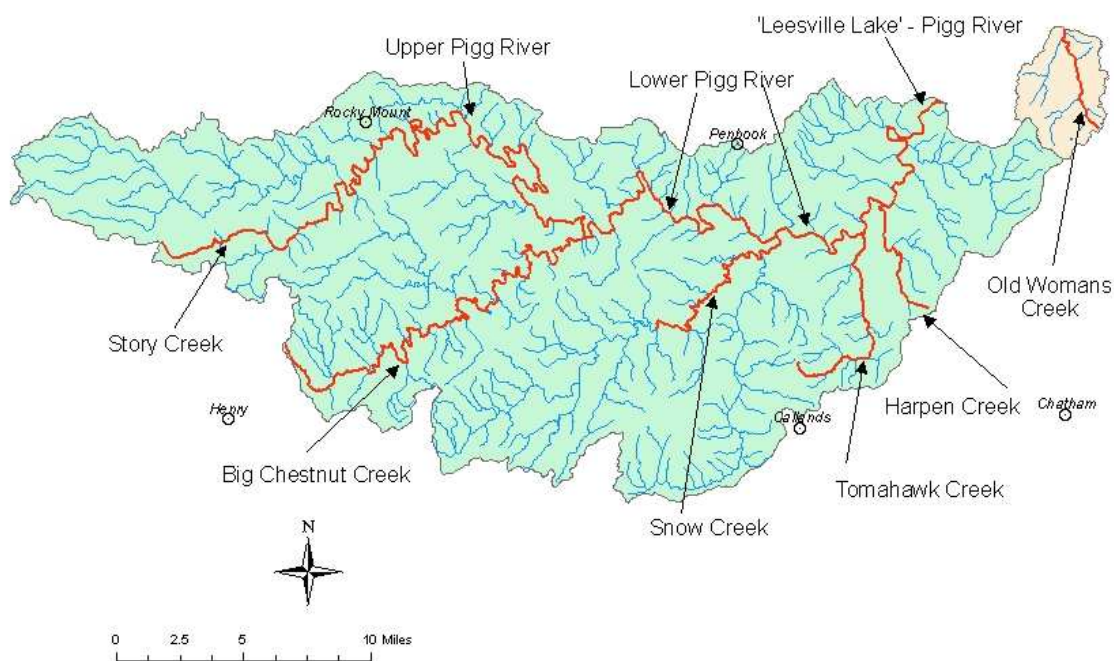 'Leesville Lake' - Pigg River
Upper Pigg River
Lower Pigg River
Rocky Mount
Penhook
Old Womans
Creek
Story Creek
Harpen Creek
Chatham
Henry
Callands
Big Chestnut Creek
Tomahawk Creek
Snow Creek
N
0 2.5 5 10 Miles